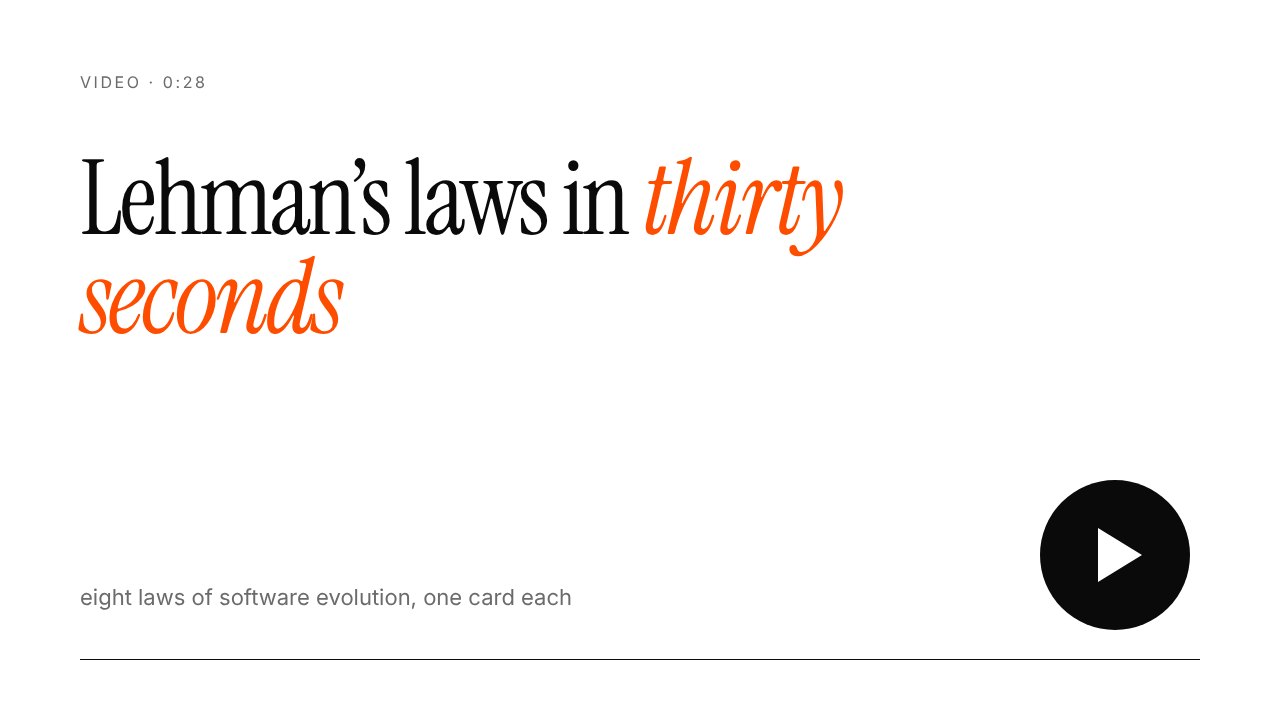 VIDEO · 0:28
Lehman’s laws in thirty
seconds
eight laws of software evolution, one card each